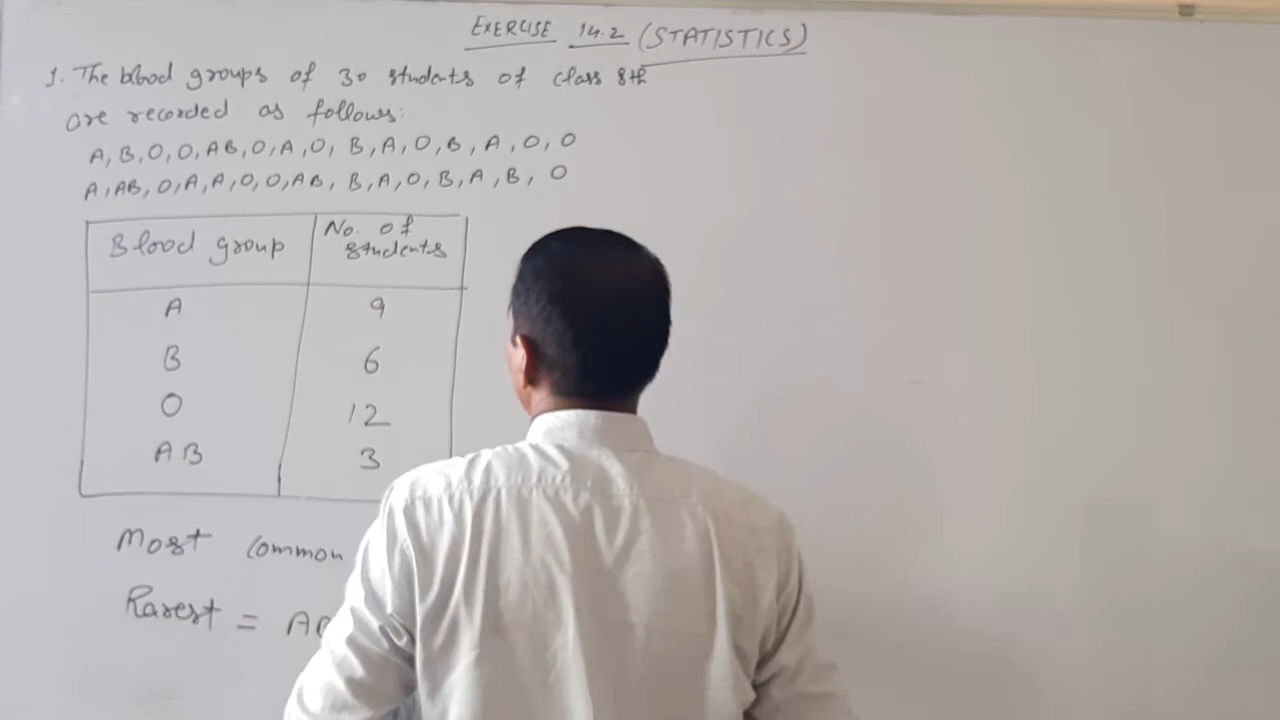 EXERCISE 14.2 (STATISTICS)
1. The blood groups of 30 students of class 8th
are recorded as follows:
A, B, O, O, AB, O, A, O, B, A, O, B, A, O, O
A, AB, O, A, A, O, O, AB, B, A, O, B, A, B, O
Blood group No. of students
A 9
B 6
O 12
AB 3
Most common
Rarest =